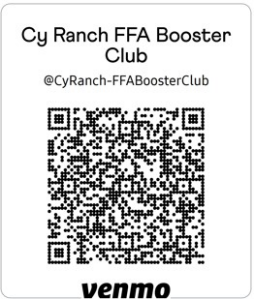 Cy Ranch FFA Booster
Club
@CyRanch-FFABoosterClub
venmo